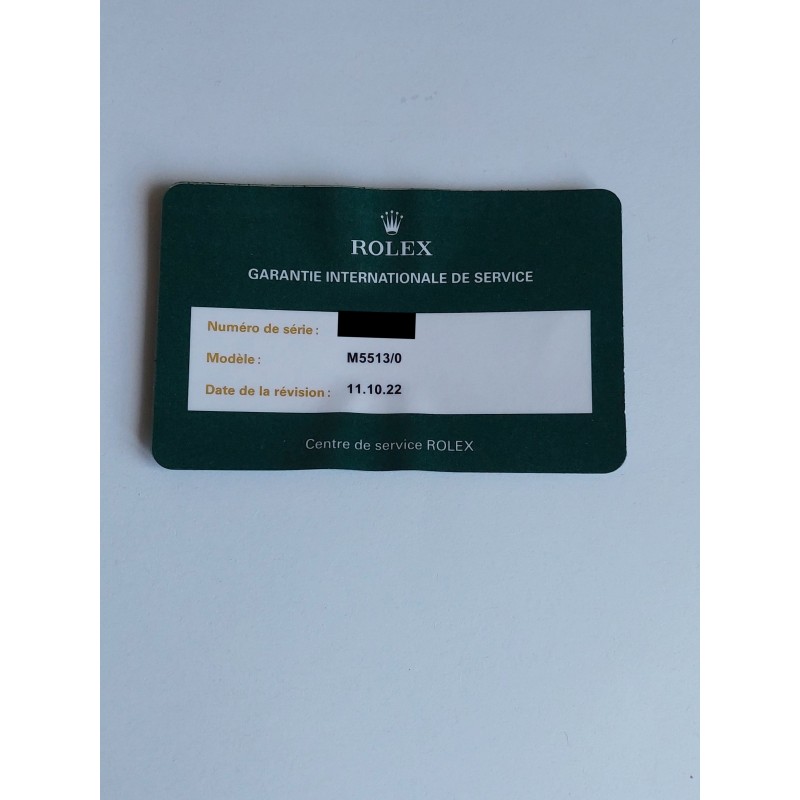 ROLEX
GARANTIE INTERNATIONALE DE SERVICE
Numéro de série :
Modèle : M5513/0
Date de la révision : 11.10.22
Centre de service ROLEX